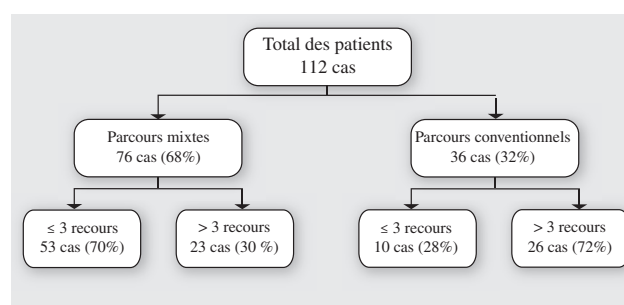 Total des patients
112 cas
Parcours mixtes
76 cas (68%)
Parcours conventionnels
36 cas (32%)
≤ 3 recours
53 cas (70%)
> 3 recours
23 cas (30 %)
≤ 3 recours
10 cas (28%)
> 3 recours
26 cas (72%)